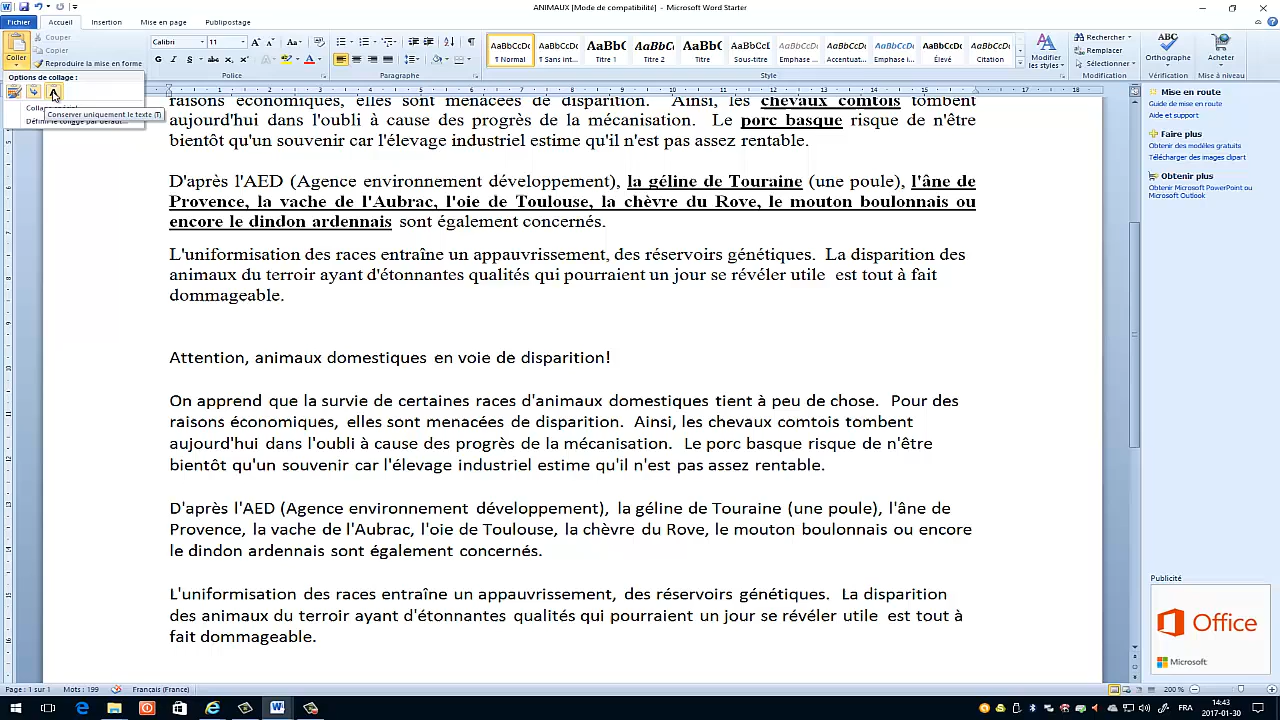 ANIMAUX [Mode de compatibilité] - Microsoft Word Starter
Fichier Accueil Insertion Mise en page Publipostage
Coller
Couper
Copier
Reproduire la mise en forme
Calibri 11
G I S abc x₂ x²
Police
Paragraphe
AaBbCcDc AaBbCcDc AaBbC AaBbCc AaBbC AaBbCcL AaBbCcDc AaBbCcDc AaBbCcDc AaBbCcDc AaBbCcDc
¶ Normal ¶ Sans int... Titre 1 Titre 2 Titre Sous-titre Emphase ... Accentuat... Emphase i... Élevé Citation
Style
Modifier les styles
Rechercher
Remplacer
Sélectionner
Modification
Orthographe
Vérification
Acheter
Mise à niveau
Options de collage :
Conserver uniquement le texte (T)
Définir le collage par défaut...
raisons économiques, elles sont menacées de disparition. Ainsi, les chevaux comtois tombent
aujourd'hui dans l'oubli à cause des progrès de la mécanisation. Le porc basque risque de n'être
bientôt qu'un souvenir car l'élevage industriel estime qu'il n'est pas assez rentable.
D'après l'AED (Agence environnement développement), la géline de Touraine (une poule), l'âne de
Provence, la vache de l'Aubrac, l'oie de Toulouse, la chèvre du Rove, le mouton boulonnais ou
encore le dindon ardennais sont également concernés.
L'uniformisation des races entraîne un appauvrissement, des réservoirs génétiques. La disparition des
animaux du terroir ayant d'étonnantes qualités qui pourraient un jour se révéler utile est tout à fait
dommageable.
Attention, animaux domestiques en voie de disparition!
On apprend que la survie de certaines races d'animaux domestiques tient à peu de chose. Pour des
raisons économiques, elles sont menacées de disparition. Ainsi, les chevaux comtois tombent
aujourd'hui dans l'oubli à cause des progrès de la mécanisation. Le porc basque risque de n'être
bientôt qu'un souvenir car l'élevage industriel estime qu'il n'est pas assez rentable.
D'après l'AED (Agence environnement développement), la géline de Touraine (une poule), l'âne de
Provence, la vache de l'Aubrac, l'oie de Toulouse, la chèvre du Rove, le mouton boulonnais ou encore
le dindon ardennais sont également concernés.
L'uniformisation des races entraîne un appauvrissement, des réservoirs génétiques. La disparition
des animaux du terroir ayant d'étonnantes qualités qui pourraient un jour se révéler utile est tout à
fait dommageable.
Mise en route
Guide de mise en route
Aide et support
Faire plus
Obtenir des modèles gratuits
Télécharger des images clipart
Obtenir plus
Obtenir Microsoft PowerPoint ou
Microsoft Outlook
Publicité
Office
Microsoft
Page : 1 sur 1 Mots : 199 Français (France)
200 %
FRA
14:43
2017-01-30